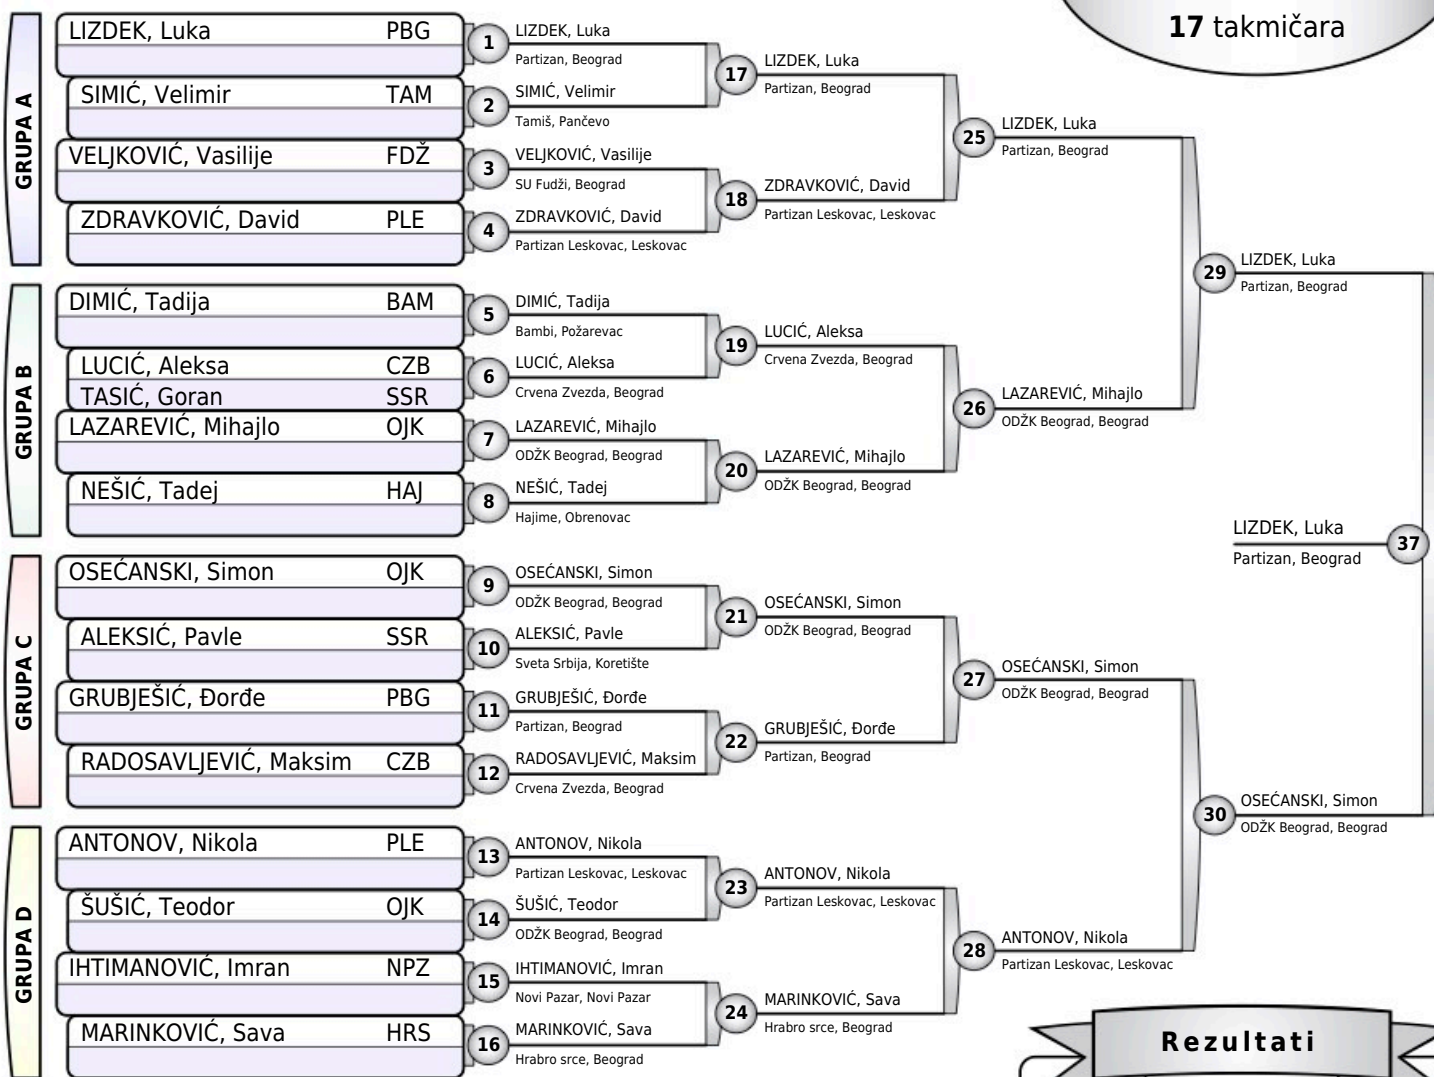 17 takmičara
GRUPA A
LIZDEK, Luka PBG
SIMIĆ, Velimir TAM
VELJKOVIĆ, Vasilije FDŽ
ZDRAVKOVIĆ, David PLE
GRUPA B
DIMIĆ, Tadija BAM
LUCIĆ, Aleksa CZB
TASIĆ, Goran SSR
LAZAREVIĆ, Mihajlo OJK
NEŠIĆ, Tadej HAJ
GRUPA C
OSEĆANSKI, Simon OJK
ALEKSIĆ, Pavle SSR
GRUBJEŠIĆ, Đorđe PBG
RADOSAVLJEVIĆ, Maksim CZB
GRUPA D
ANTONOV, Nikola PLE
ŠUŠIĆ, Teodor OJK
IHTIMANOVIĆ, Imran NPZ
MARINKOVIĆ, Sava HRS
1 LIZDEK, Luka
Partizan, Beograd
2 SIMIĆ, Velimir
Tamiš, Pančevo
3 VELJKOVIĆ, Vasilije
SU Fudži, Beograd
4 ZDRAVKOVIĆ, David
Partizan Leskovac, Leskovac
5 DIMIĆ, Tadija
Bambi, Požarevac
6 LUCIĆ, Aleksa
Crvena Zvezda, Beograd
7 LAZAREVIĆ, Mihajlo
ODŽK Beograd, Beograd
8 NEŠIĆ, Tadej
Hajime, Obrenovac
9 OSEĆANSKI, Simon
ODŽK Beograd, Beograd
10 ALEKSIĆ, Pavle
Sveta Srbija, Koretište
11 GRUBJEŠIĆ, Đorđe
Partizan, Beograd
12 RADOSAVLJEVIĆ, Maksim
Crvena Zvezda, Beograd
13 ANTONOV, Nikola
Partizan Leskovac, Leskovac
14 ŠUŠIĆ, Teodor
ODŽK Beograd, Beograd
15 IHTIMANOVIĆ, Imran
Novi Pazar, Novi Pazar
16 MARINKOVIĆ, Sava
Hrabro srce, Beograd
17 LIZDEK, Luka
Partizan, Beograd
18 ZDRAVKOVIĆ, David
Partizan Leskovac, Leskovac
19 LUCIĆ, Aleksa
Crvena Zvezda, Beograd
20 LAZAREVIĆ, Mihajlo
ODŽK Beograd, Beograd
21 OSEĆANSKI, Simon
ODŽK Beograd, Beograd
22 GRUBJEŠIĆ, Đorđe
Partizan, Beograd
23 ANTONOV, Nikola
Partizan Leskovac, Leskovac
24 MARINKOVIĆ, Sava
Hrabro srce, Beograd
25 LIZDEK, Luka
Partizan, Beograd
26 LAZAREVIĆ, Mihajlo
ODŽK Beograd, Beograd
27 OSEĆANSKI, Simon
ODŽK Beograd, Beograd
28 ANTONOV, Nikola
Partizan Leskovac, Leskovac
29 LIZDEK, Luka
Partizan, Beograd
30 OSEĆANSKI, Simon
ODŽK Beograd, Beograd
LIZDEK, Luka 37
Partizan, Beograd
Rezultati